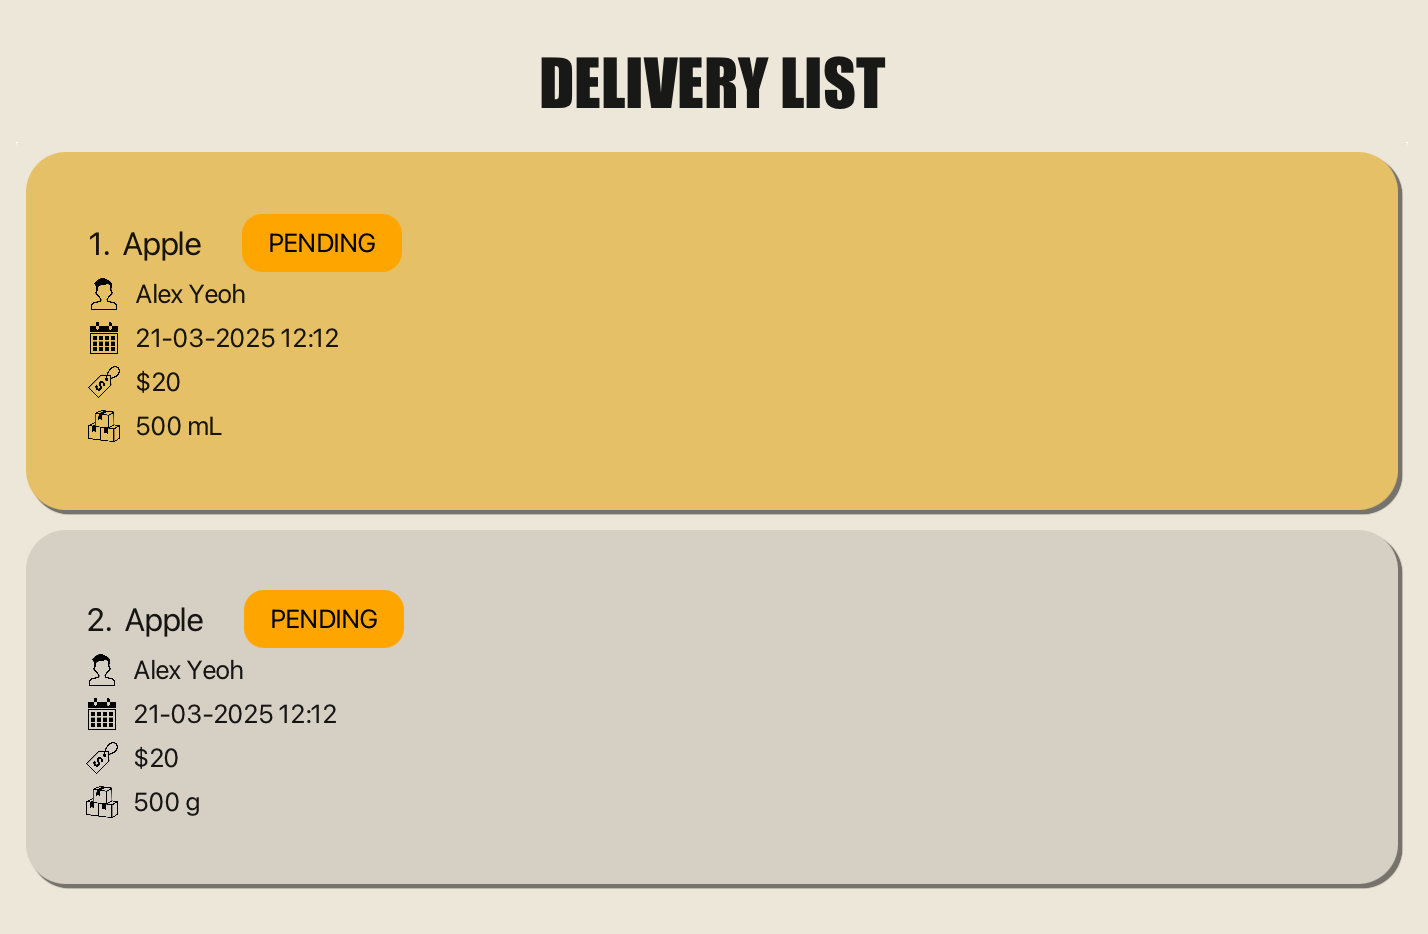 DELIVERY LIST
1. Apple PENDING
Alex Yeoh
21-03-2025 12:12
$20
500 mL
2. Apple PENDING
Alex Yeoh
21-03-2025 12:12
$20
500 g